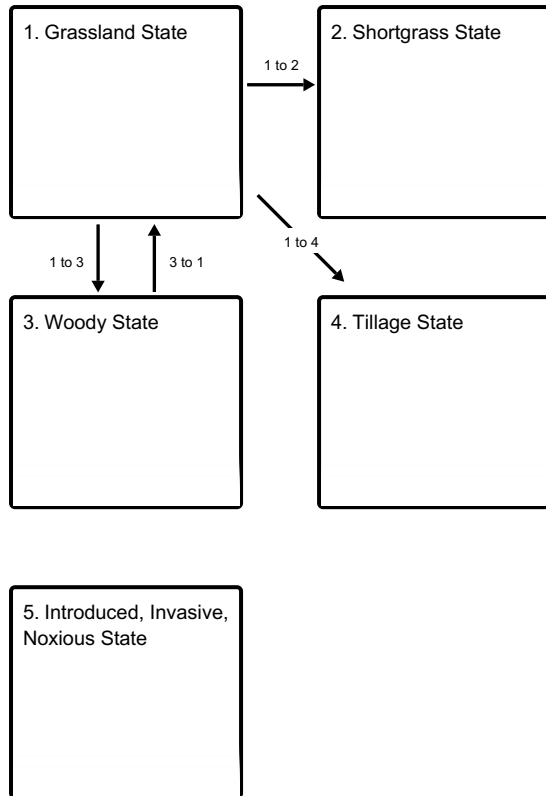 1. Grassland State
2. Shortgrass State
1 to 2
1 to 4
1 to 3
3 to 1
3. Woody State
4. Tillage State
5. Introduced, Invasive,
Noxious State